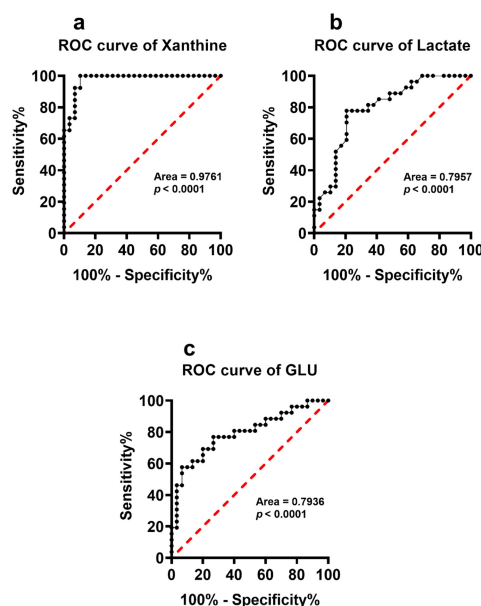 a
ROC curve of Xanthine
100
80
60
40
20
0
Sensitivity%
Area = 0.9761
p < 0.0001
0 20 40 60 80 100
100% - Specificity%
b
ROC curve of Lactate
100
80
60
40
20
0
Sensitivity%
Area = 0.7957
p < 0.0001
0 20 40 60 80 100
100% - Specificity%
c
ROC curve of GLU
100
80
60
40
20
0
Sensitivity%
Area = 0.7936
p < 0.0001
0 20 40 60 80 100
100% - Specificity%